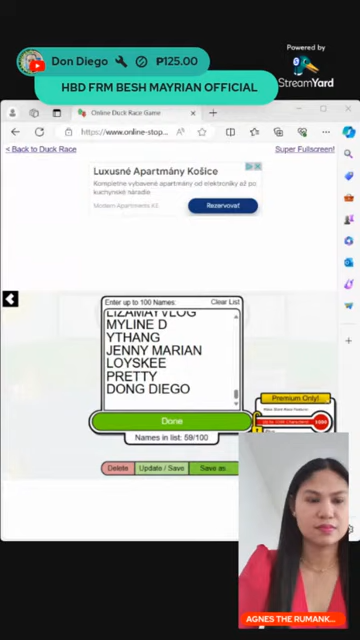 Don Diego ₱125.00
Powered by
StreamYard
HBD FRM BESH MAYRIAN OFFICIAL
Online Duck Race Game
https://www.online-stop...
< Back to Duck Race
Super Fullscreen!
Luxusné Apartmány Košice
Kompletne vybavené apartmány od elektroniky až po
kuchynské náradie
Modern Apartments KE
Rezervovať
Enter up to 100 Names:
Clear List
LIZAMAYVLOG
MYLINE D
YTHANG
JENNY MARIAN
LOYSKEE
PRETTY
DONG DIEGO
Done
Names in list: 59/100
Premium Only!
1000
Delete
Update / Save
Save as.
AGNES THE RUMANK...